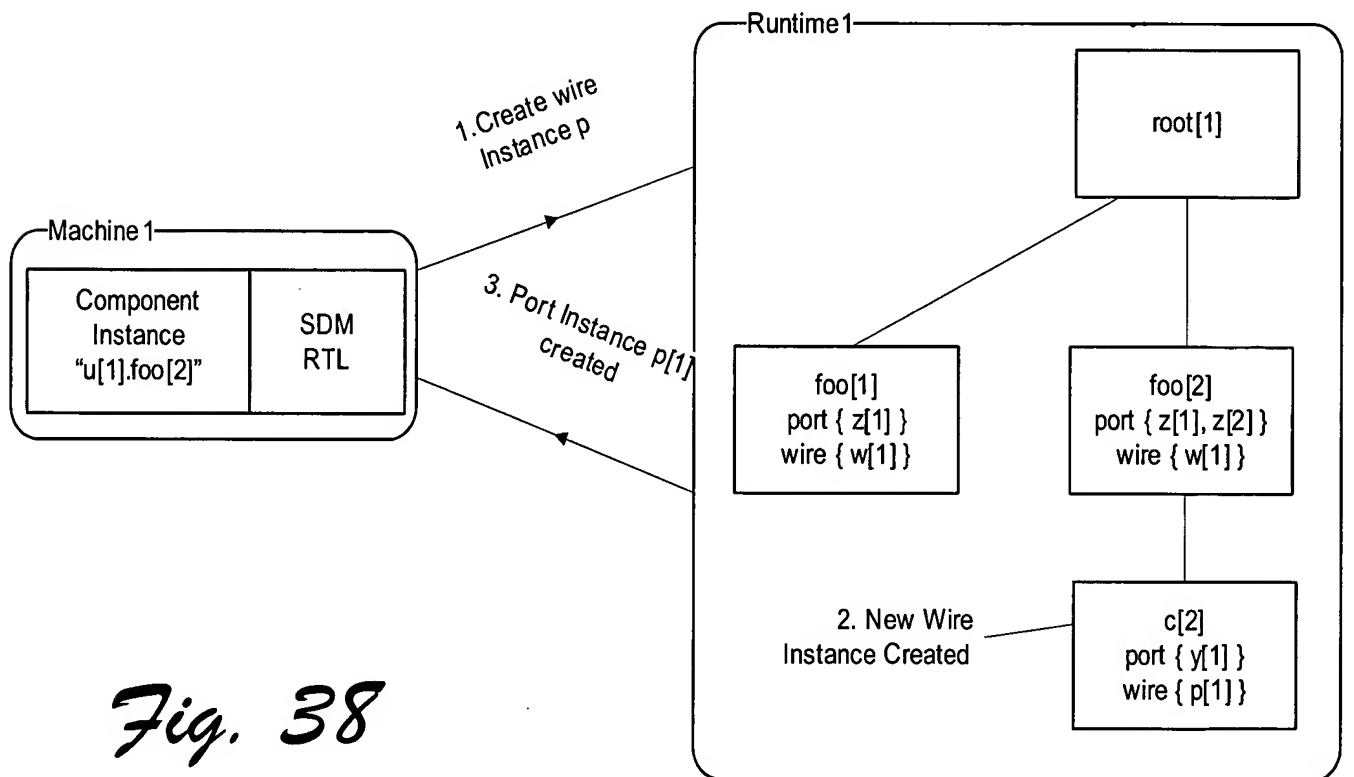 Runtime1
root[1]
1.Create wire
Instance p
Machine1
Component
Instance
“u[1].foo[2]”
SDM
RTL
3. Port Instance p[1]
created
foo[1]
port { z[1] }
wire { w[1] }
foo[2]
port { z[1], z[2] }
wire { w[1] }
2. New Wire
Instance Created
c[2]
port { y[1] }
wire { p[1] }
Fig. 38